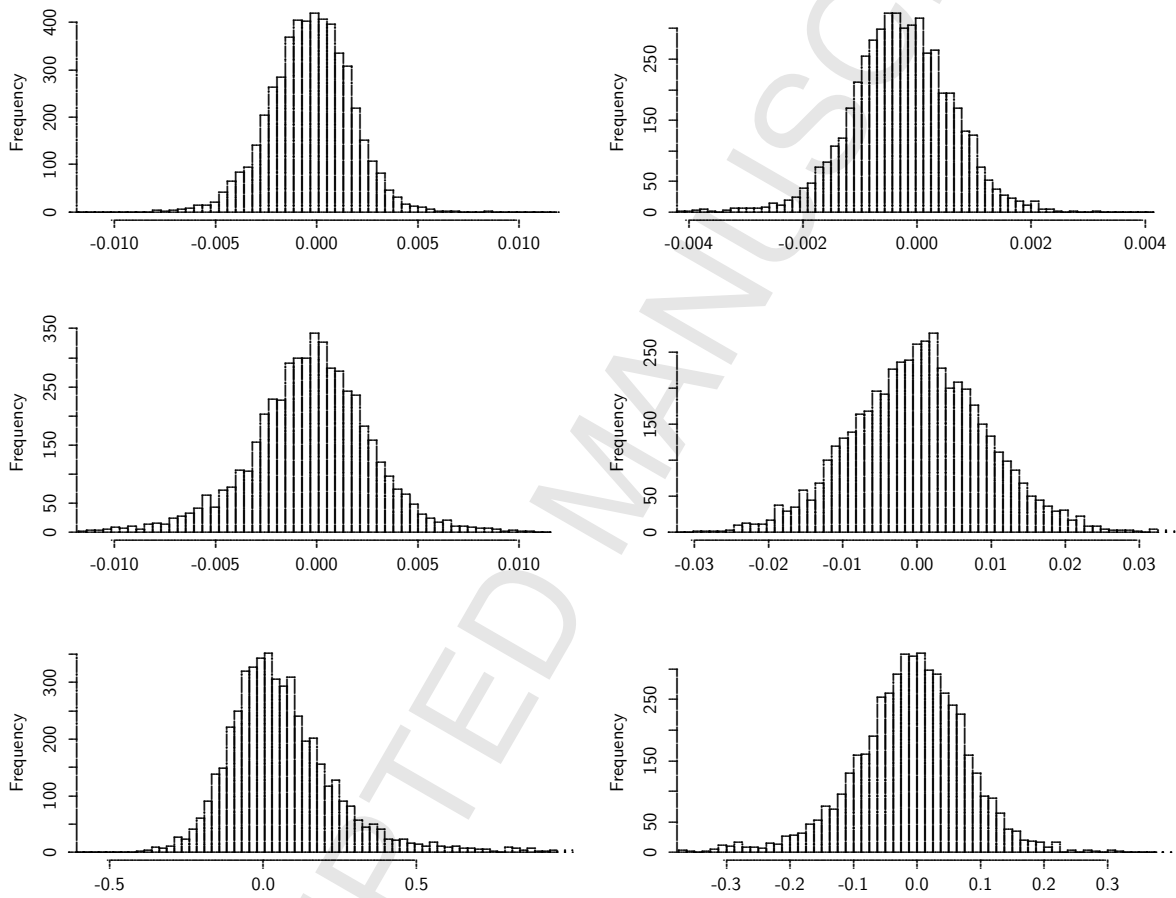 Frequency
0 100 200 300 400
-0.010 -0.005 0.000 0.005 0.010
Frequency
0 50 150 250
-0.004 -0.002 0.000 0.002 0.004
Frequency
0 50 150 250 350
-0.010 -0.005 0.000 0.005 0.010
Frequency
0 50 150 250
-0.03 -0.02 -0.01 0.00 0.01 0.02 0.03
Frequency
0 100 200 300
-0.5 0.0 0.5
Frequency
0 50 150 250
-0.3 -0.2 -0.1 0.0 0.1 0.2 0.3
PTED MANUSC